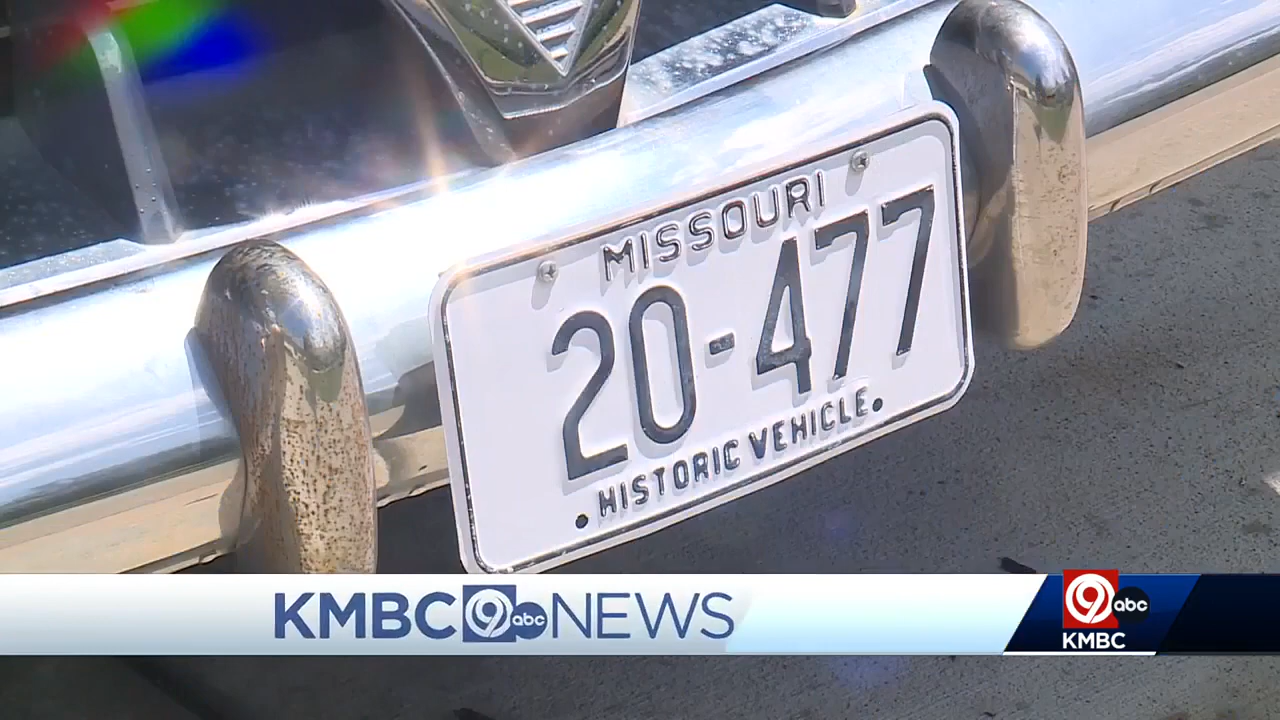 MISSOURI
20-477
HISTORIC VEHICLE
KMBC 9 abc NEWS
9 abc
KMBC